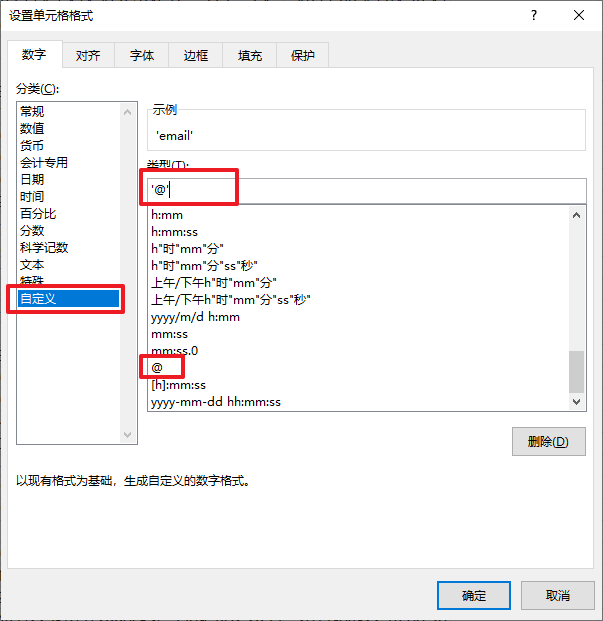 设置单元格格式
?
数字 对齐 字体 边框 填充 保护
分类(C):
常规
数值
货币
会计专用
日期
时间
百分比
分数
科学记数
文本
特殊
自定义
示例
'email'
类型(T):
'@'
h:mm
h:mm:ss
h"时"mm"分"
h"时"mm"分"ss"秒"
上午/下午h"时"mm"分"
上午/下午h"时"mm"分"ss"秒"
yyyy/m/d h:mm
mm:ss
mm:ss.0
@
[h]:mm:ss
yyyy-mm-dd hh:mm:ss
删除(D)
以现有格式为基础，生成自定义的数字格式。
确定 取消